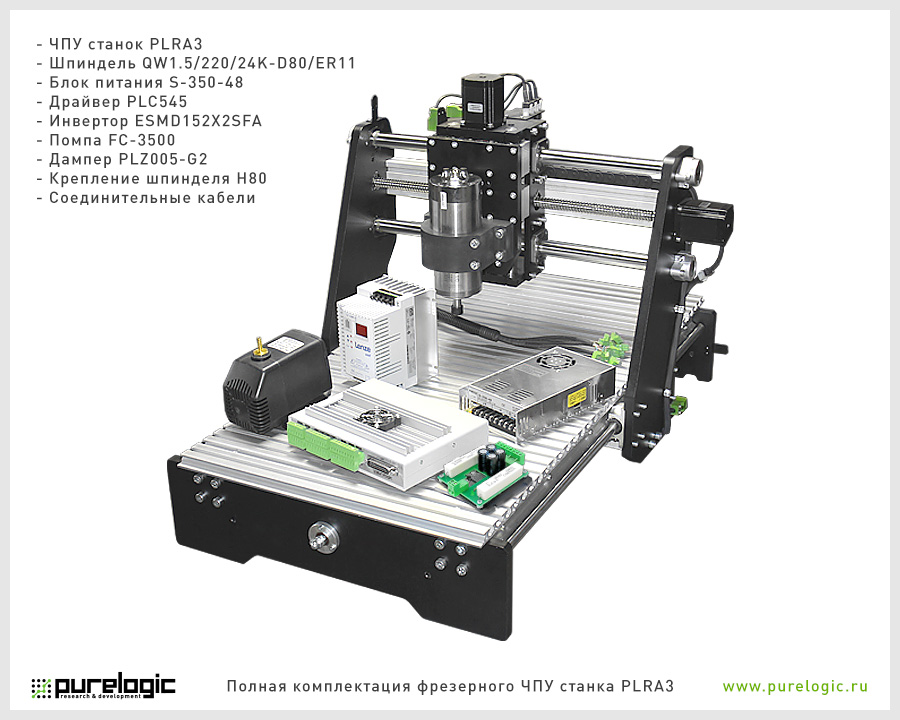 - ЧПУ станок PLRA3
- Шпиндель QW1.5/220/24K-D80/ER11
- Блок питания S-350-48
- Драйвер PLC545
- Инвертор ESMD152X2SFA
- Помпа FC-3500
- Дампер PLZ005-G2
- Крепление шпинделя H80
- Соединительные кабели
Lenze
purelogic
research & development
Полная комплектация фрезерного ЧПУ станка PLRA3
www.purelogic.ru